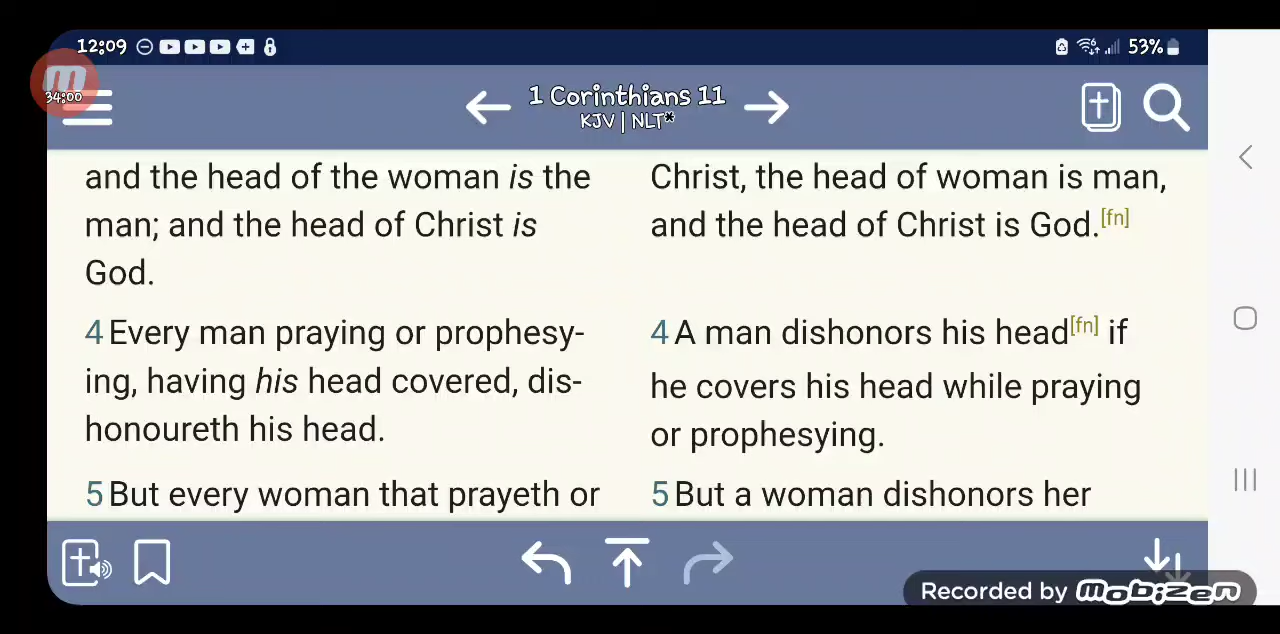 12:09
53%
34:00
1 Corinthians 11
KJV | NLT*
and the head of the woman is the
man; and the head of Christ is
God.
4 Every man praying or prophesy-
ing, having his head covered, dis-
honoureth his head.
5 But every woman that prayeth or
Christ, the head of woman is man,
and the head of Christ is God.[fn]
4 A man dishonors his head[fn] if
he covers his head while praying
or prophesying.
5 But a woman dishonors her
Recorded by Mobizen